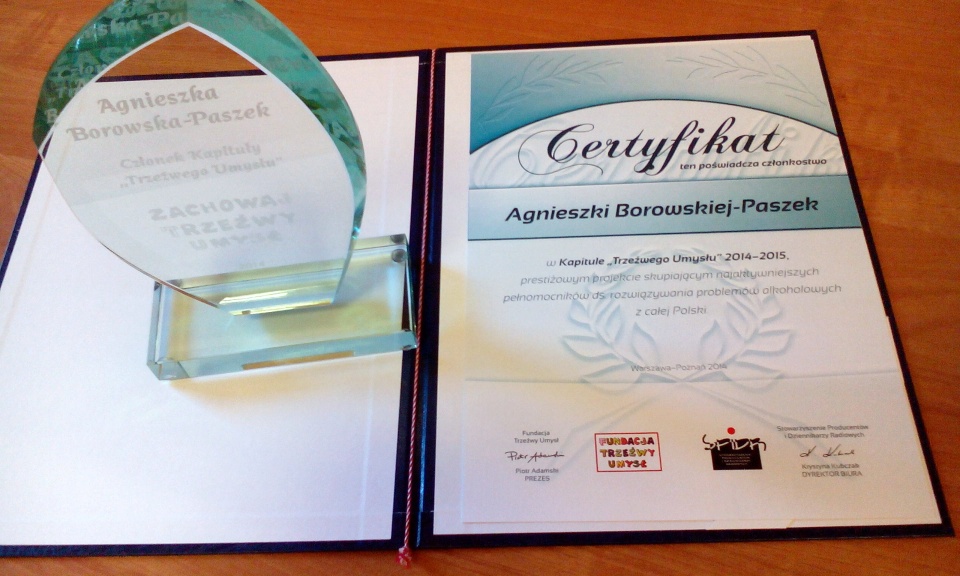 Agnieszka
Borowska-Paszek
Członek Kapituły
„Trzeźwego Umysłu”
ZACHOWAJ
TRZEŹWY
UMYSŁ
Certyfikat
ten poświadcza członkostwo
Agnieszki Borowskiej-Paszek
w Kapitule „Trzeźwego Umysłu” 2014–2015,
prestiżowym projekcie skupiającym najaktywniejszych
pełnomocników ds. rozwiązywania problemów alkoholowych
z całej Polski.
Warszawa–Poznań 2014
Fundacja
Trzeźwy Umysł
Piotr Adamski
PREZES
FUNDACJA
TRZEŹWY
UMYSŁ
SPiDR
Stowarzyszenie Producentów
i Dziennikarzy Radiowych
Krystyna Kubczak
DYREKTOR BIURA